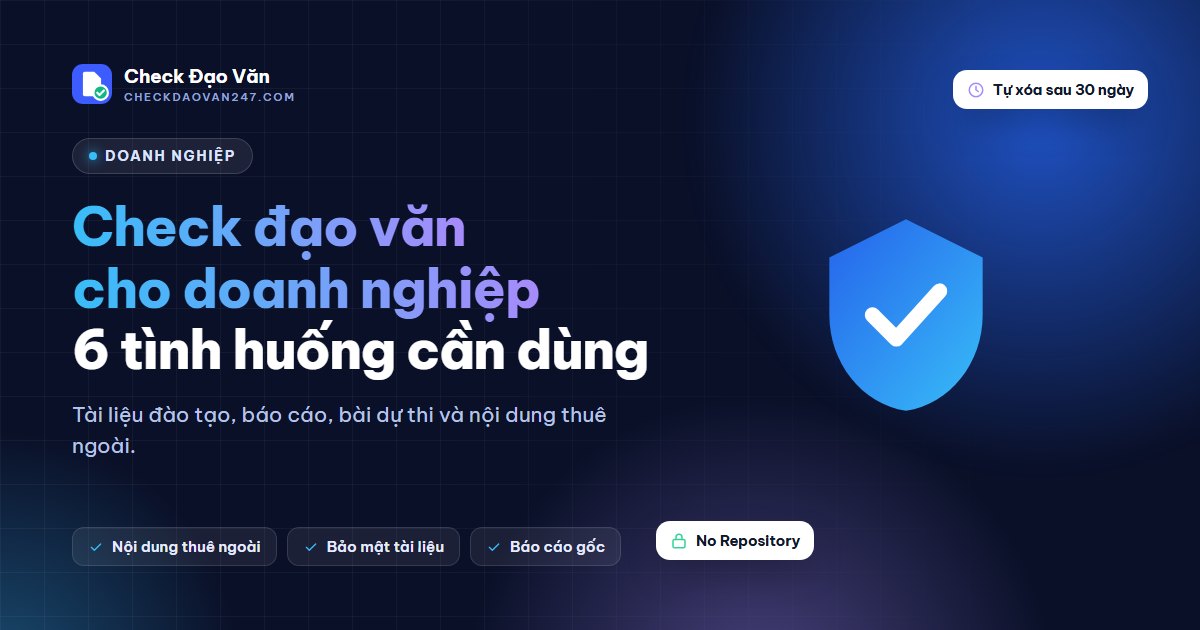 Check Đạo Văn
CHECKDAOVAN247.COM
Tự xóa sau 30 ngày
DOANH NGHIỆP
Check đạo văn
cho doanh nghiệp
6 tình huống cần dùng
Tài liệu đào tạo, báo cáo, bài dự thi và nội dung thuê
ngoài.
Nội dung thuê ngoài
Bảo mật tài liệu
Báo cáo gốc
No Repository